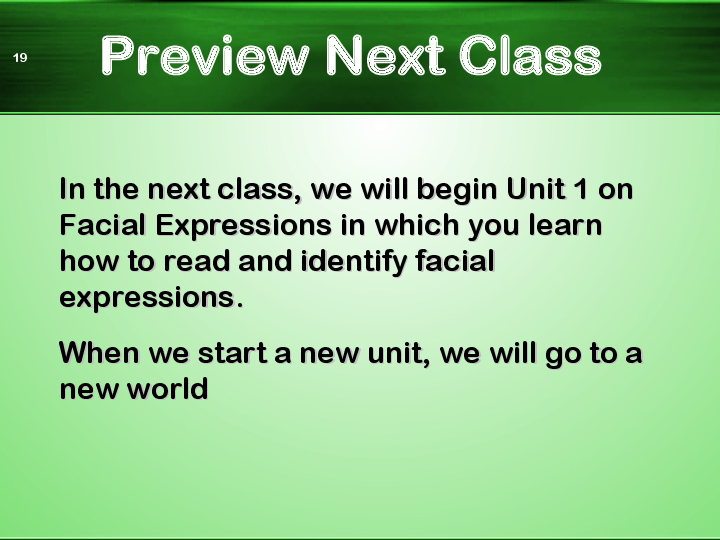 19
Preview Next Class
In the next class, we will begin Unit 1 on
Facial Expressions in which you learn
how to read and identify facial
expressions.
When we start a new unit, we will go to a
new world